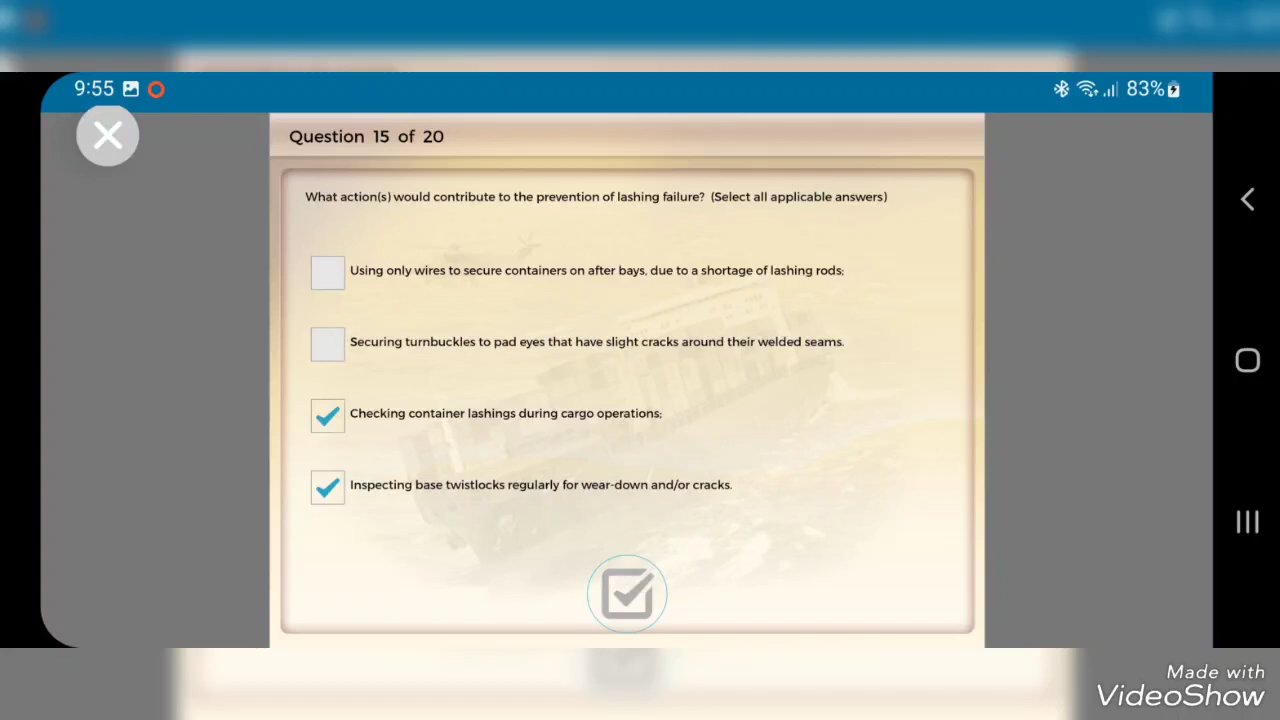 9:55
83%
Question 15 of 20
What action(s) would contribute to the prevention of lashing failure? (Select all applicable answers)
Using only wires to secure containers on after bays, due to a shortage of lashing rods;
Securing turnbuckles to pad eyes that have slight cracks around their welded seams.
Checking container lashings during cargo operations;
Inspecting base twistlocks regularly for wear-down and/or cracks.
Made with
VideoShow